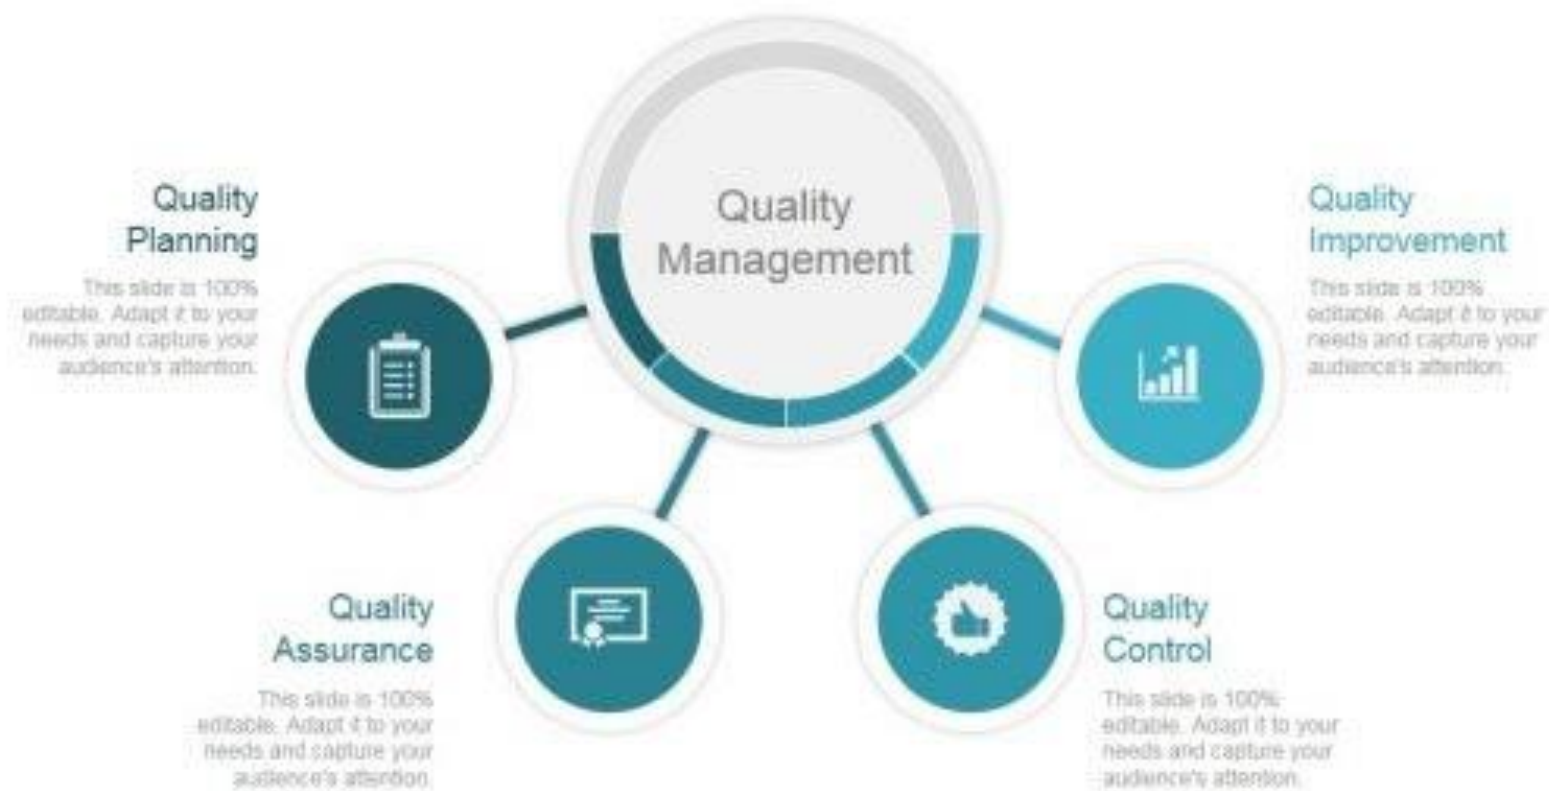 Quality
Management
Quality
Planning
This slide is 100%
editable. Adapt it to your
needs and capture your
audience's attention.
Quality
Improvement
This slide is 100%
editable. Adapt it to your
needs and capture your
audience's attention.
Quality
Assurance
This slide is 100%
editable. Adapt it to your
needs and capture your
audience's attention.
Quality
Control
This slide is 100%
editable. Adapt it to your
needs and capture your
audience's attention.